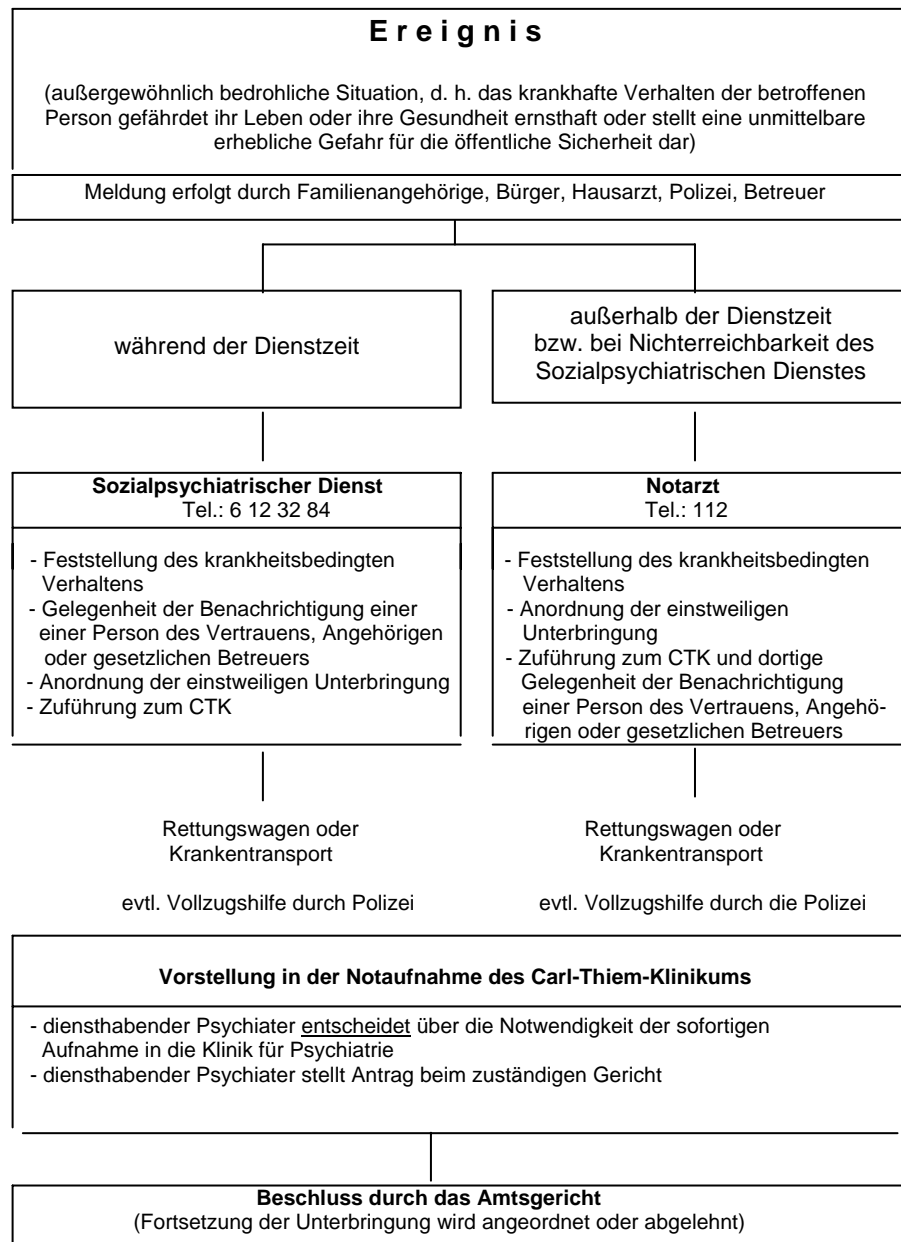 E r e i g n i s
(außergewöhnlich bedrohliche Situation, d. h. das krankhafte Verhalten der betroffenen
Person gefährdet ihr Leben oder ihre Gesundheit ernsthaft oder stellt eine unmittelbare
erhebliche Gefahr für die öffentliche Sicherheit dar)
Meldung erfolgt durch Familienangehörige, Bürger, Hausarzt, Polizei, Betreuer
während der Dienstzeit
außerhalb der Dienstzeit
bzw. bei Nichterreichbarkeit des
Sozialpsychiatrischen Dienstes
Sozialpsychiatrischer Dienst
Tel.: 6 12 32 84
- Feststellung des krankheitsbedingten
Verhaltens
- Gelegenheit der Benachrichtigung einer
einer Person des Vertrauens, Angehörigen
oder gesetzlichen Betreuers
- Anordnung der einstweiligen Unterbringung
- Zuführung zum CTK
Notarzt
Tel.: 112
- Feststellung des krankheitsbedingten
Verhaltens
- Anordnung der einstweiligen
Unterbringung
- Zuführung zum CTK und dortige
Gelegenheit der Benachrichtigung
einer Person des Vertrauens, Angehö-
rigen oder gesetzlichen Betreuers
Rettungswagen oder
Krankentransport
evtl. Vollzugshilfe durch Polizei
Rettungswagen oder
Krankentransport
evtl. Vollzugshilfe durch die Polizei
Vorstellung in der Notaufnahme des Carl-Thiem-Klinikums
- diensthabender Psychiater entscheidet über die Notwendigkeit der sofortigen
Aufnahme in die Klinik für Psychiatrie
- diensthabender Psychiater stellt Antrag beim zuständigen Gericht
Beschluss durch das Amtsgericht
(Fortsetzung der Unterbringung wird angeordnet oder abgelehnt)